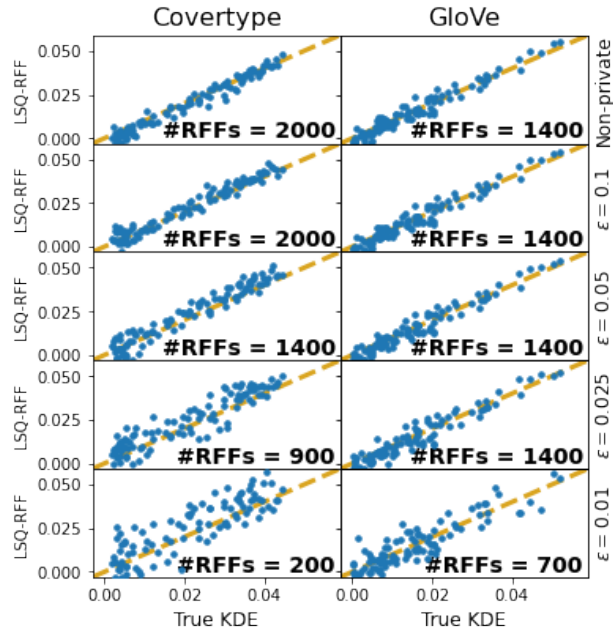 Covertype GloVe
LSQ-RFF 0.050 0.025 0.000 #RFFs = 2000 #RFFs = 1400 Non-private
LSQ-RFF 0.050 0.025 0.000 #RFFs = 2000 #RFFs = 1400 ε = 0.1
LSQ-RFF 0.050 0.025 0.000 #RFFs = 1400 #RFFs = 1400 ε = 0.05
LSQ-RFF 0.050 0.025 0.000 #RFFs = 900 #RFFs = 1400 ε = 0.025
LSQ-RFF 0.050 0.025 0.000 #RFFs = 200 #RFFs = 700 ε = 0.01
0.00 0.02 0.04 0.00 0.02 0.04
True KDE True KDE